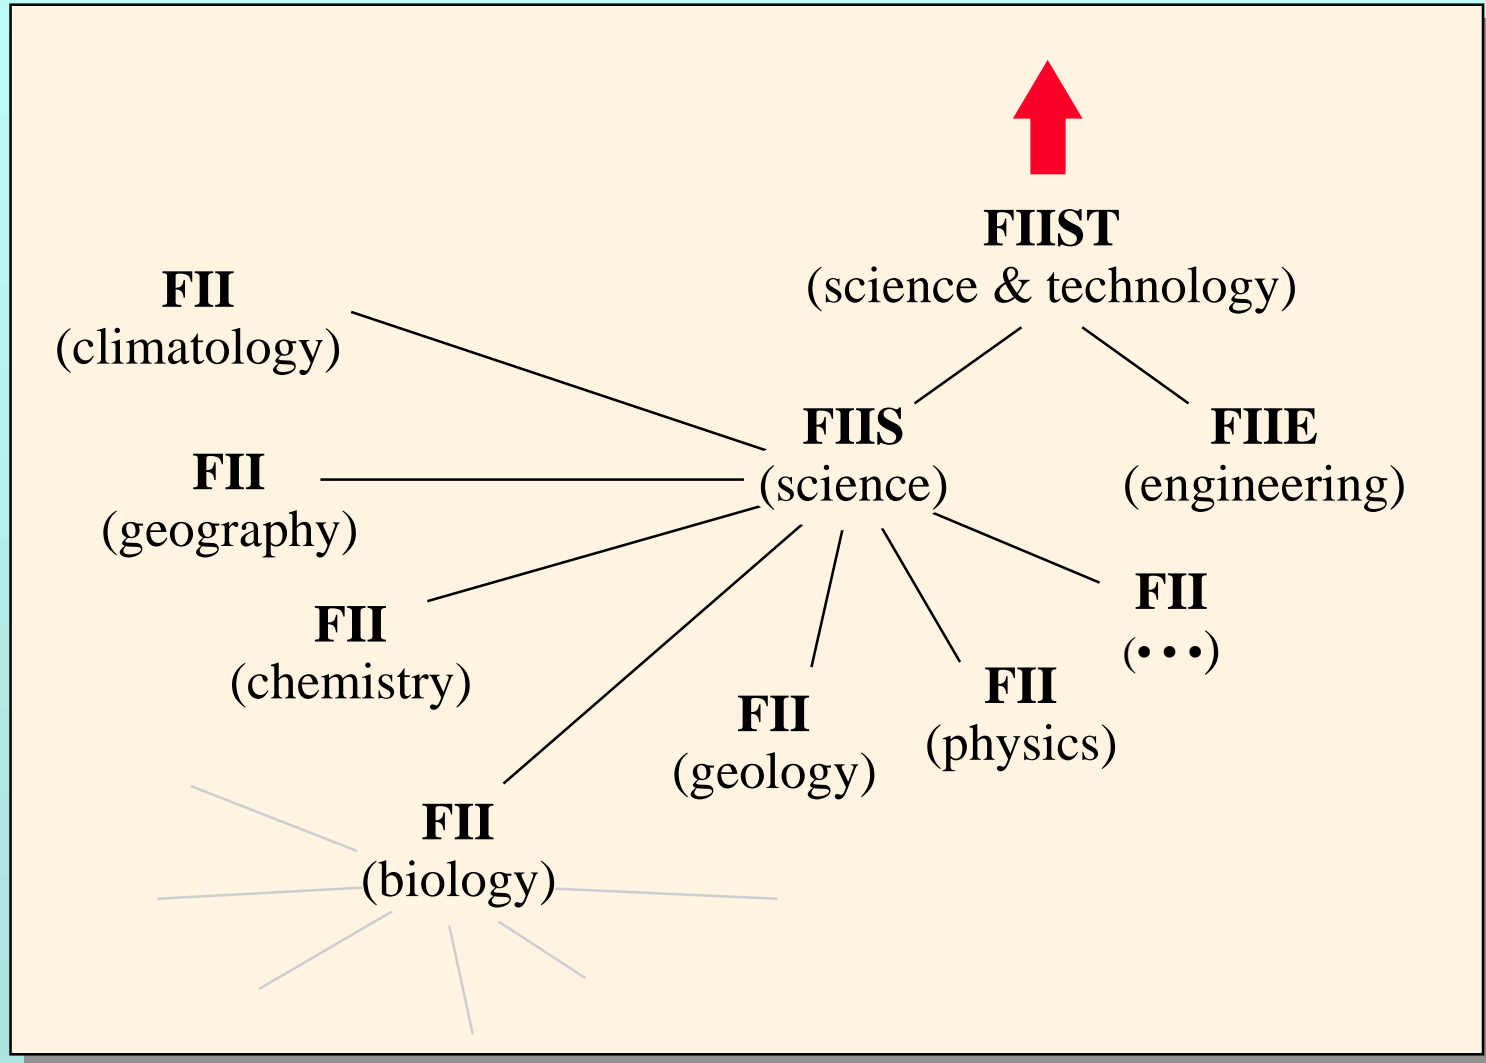 FIIST
(science & technology)
FII
(climatology)
FIIS
(science)
FIIE
(engineering)
FII
(geography)
FII
(•••)
FII
(chemistry)
FII
(physics)
FII
(geology)
FII
(biology)